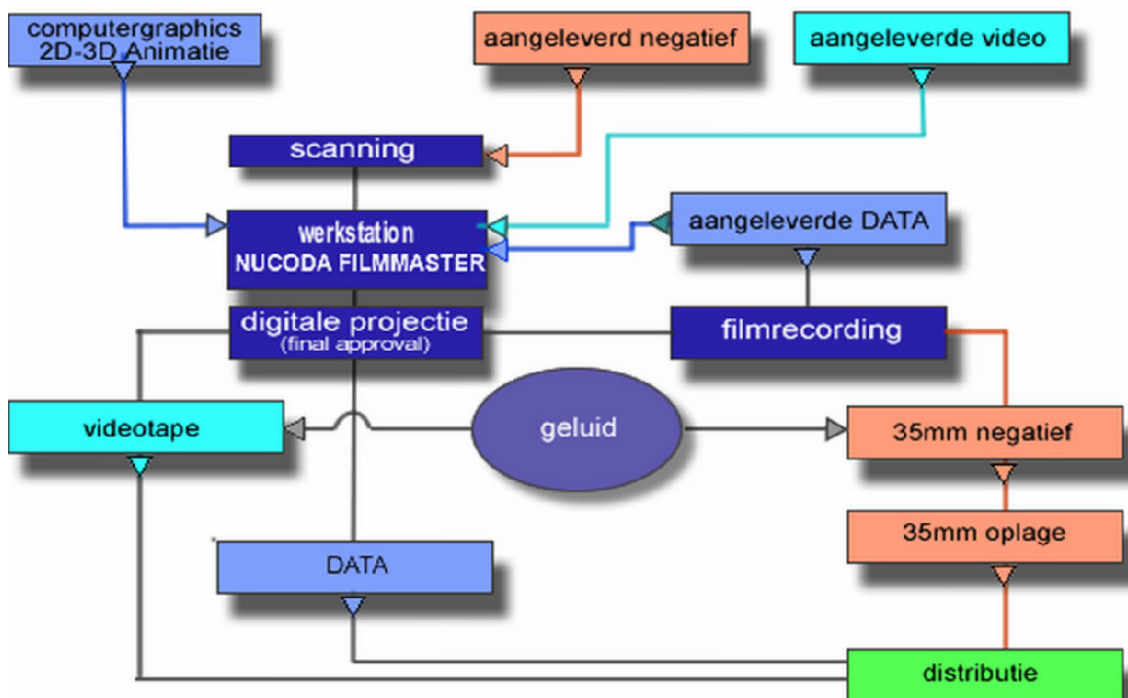 computergraphics
2D-3D Animatie
aangeleverd negatief
aangeleverde video
scanning
aangeleverde DATA
werkstation
NUCODA FILMMASTER
digitale projectie
(final approval)
filmrecording
videotape
geluid
35mm negatief
35mm oplage
DATA
distributie